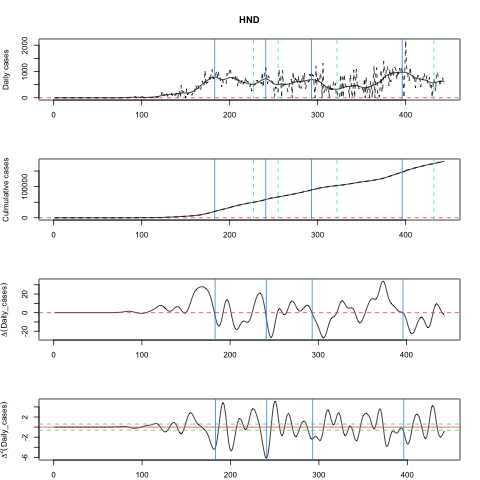 HND
Daily cases
0 1000 2000
0 100 200 300 400
Culmulative cases
0 100000
0 100 200 300 400
Δ(Daily_cases)
-20 0 20
0 100 200 300 400
Δ²(Daily_cases)
-6 -2 2
0 100 200 300 400